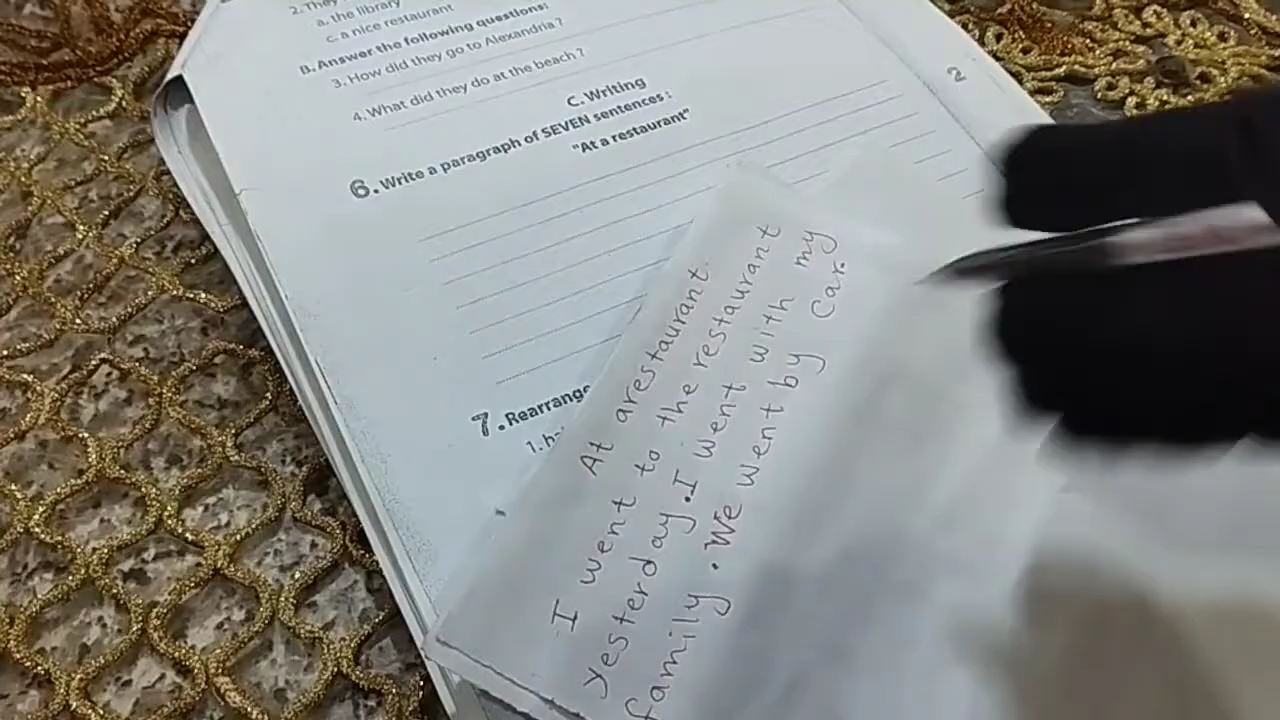 2. They
a. the library
c. a nice restaurant
B. Answer the following questions:
3. How did they go to Alexandria ?
4. What did they do at the beach ?
C. Writing
6. Write a paragraph of SEVEN sentences :
"At a restaurant"
7. Rearrange
1.
2
At arestaurant.
I went to the restaurant
yesterday. I went with my
family. We went by car.